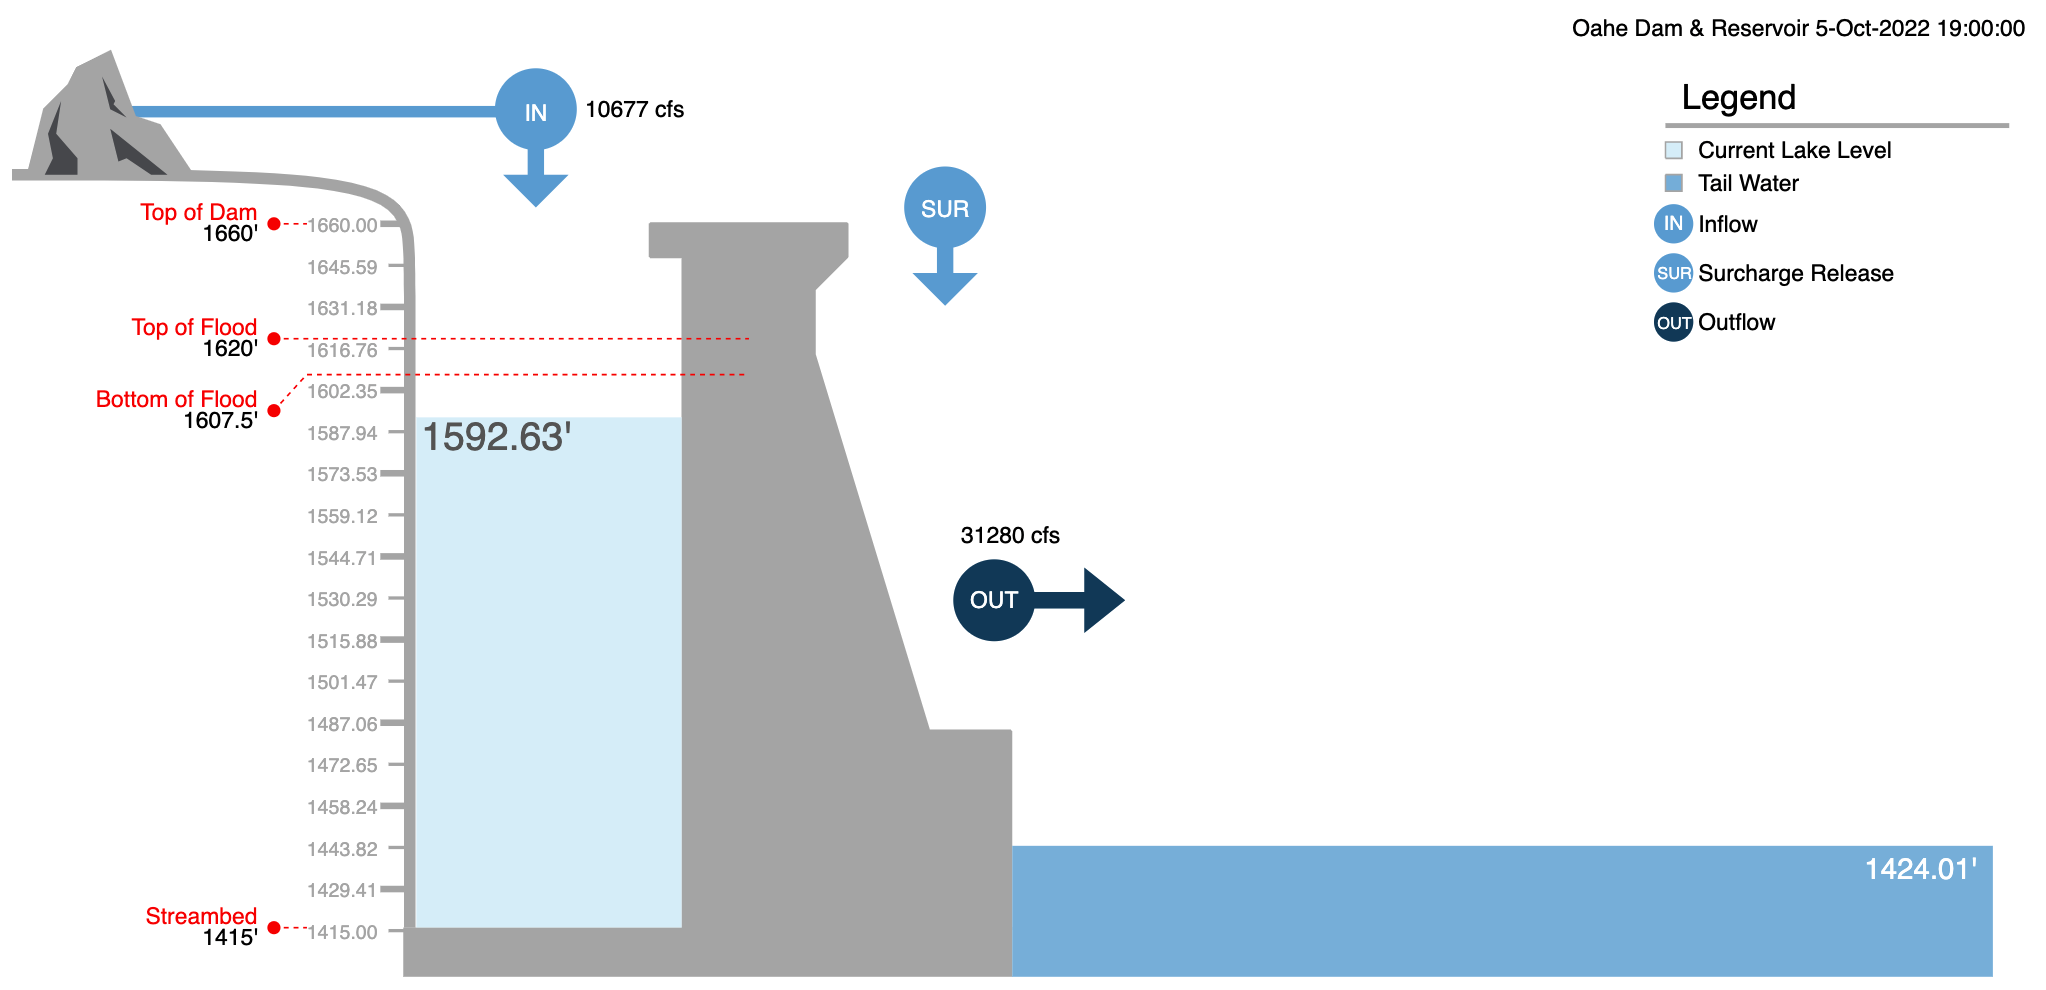 Oahe Dam & Reservoir 5-Oct-2022 19:00:00
Legend
Current Lake Level
Tail Water
IN Inflow
SUR Surcharge Release
OUT Outflow
IN
10677 cfs
SUR
Top of Dam
1660'
Top of Flood
1620'
Bottom of Flood
1607.5'
Streambed
1415'
1660.00
1645.59
1631.18
1616.76
1602.35
1587.94
1573.53
1559.12
1544.71
1530.29
1515.88
1501.47
1487.06
1472.65
1458.24
1443.82
1429.41
1415.00
1592.63'
31280 cfs
OUT
1424.01'